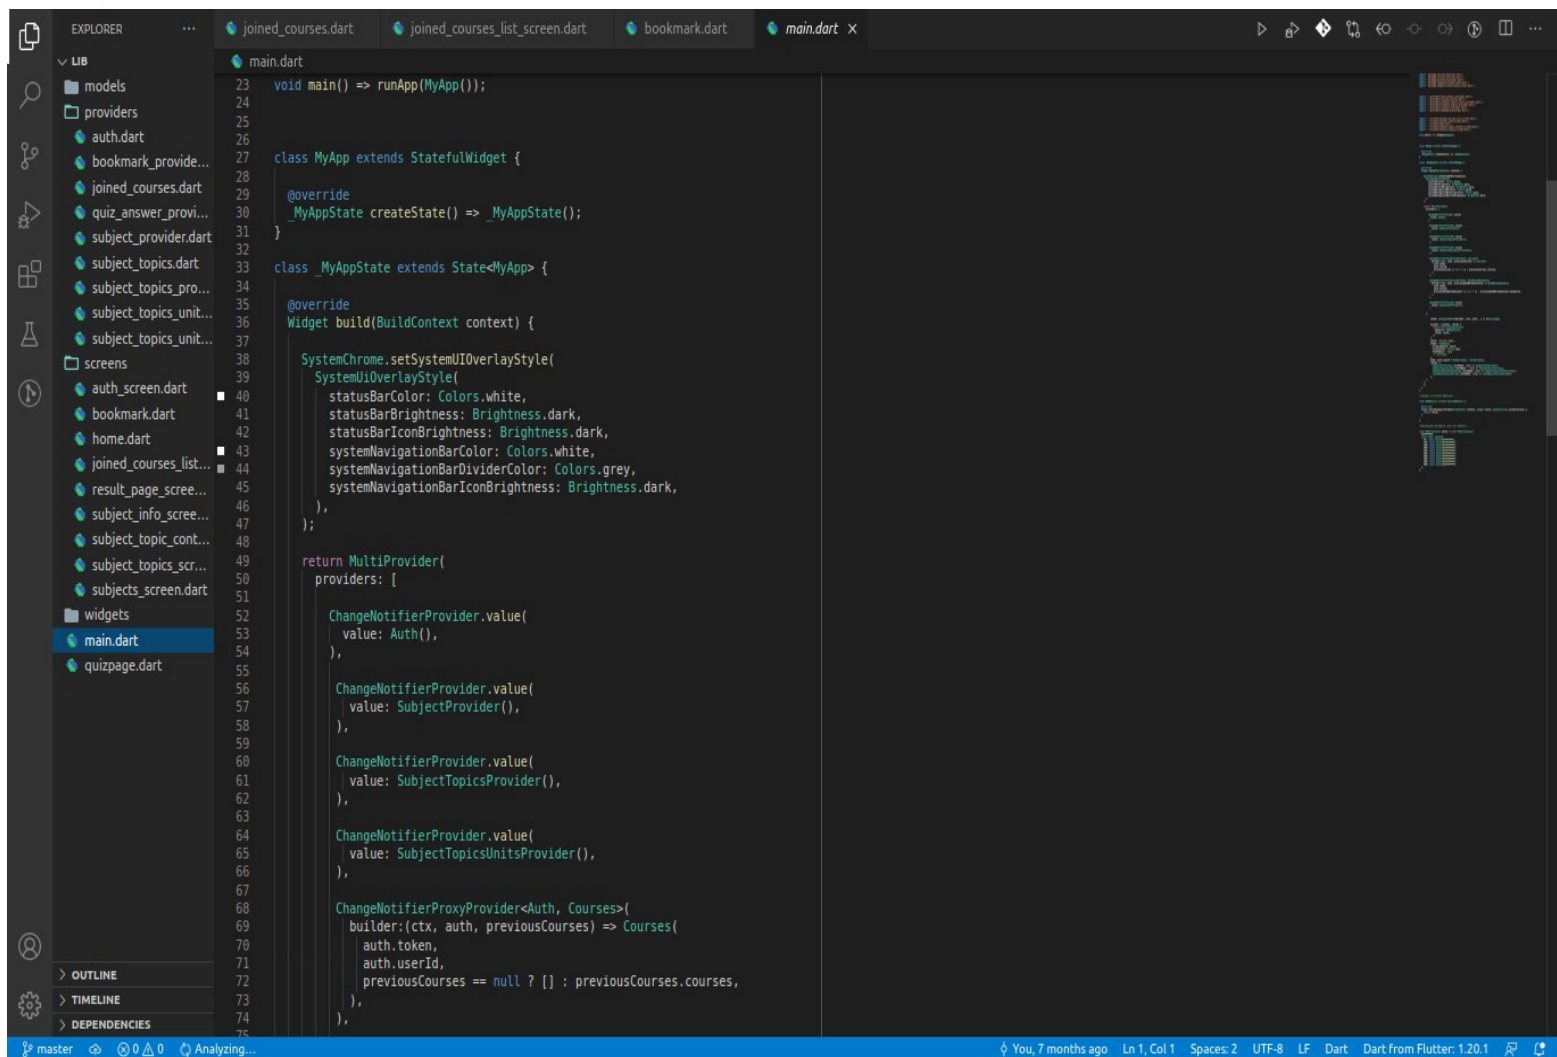 EXPLORER ···
joined_courses.dart joined_courses_list_screen.dart bookmark.dart main.dart ×
LIB
main.dart
models
providers
auth.dart
bookmark_provide...
joined_courses.dart
quiz_answer_provi...
subject_provider.dart
subject_topics.dart
subject_topics_pro...
subject_topics_unit...
subject_topics_unit...
screens
auth_screen.dart
bookmark.dart
home.dart
joined_courses_list...
result_page_scree...
subject_info_scree...
subject_topic_cont...
subject_topics_scr...
subjects_screen.dart
widgets
main.dart
quizpage.dart
OUTLINE
TIMELINE
DEPENDENCIES
23 void main() => runApp(MyApp());
24
25
26
27 class MyApp extends StatefulWidget {
28
29 @override
30 _MyAppState createState() => _MyAppState();
31 }
32
33 class _MyAppState extends State<MyApp> {
34
35 @override
36 Widget build(BuildContext context) {
37
38 SystemChrome.setSystemUIOverlayStyle(
39 SystemUiOverlayStyle(
40 statusBarColor: Colors.white,
41 statusBarBrightness: Brightness.dark,
42 statusBarIconBrightness: Brightness.dark,
43 systemNavigationBarColor: Colors.white,
44 systemNavigationBarDividerColor: Colors.grey,
45 systemNavigationBarIconBrightness: Brightness.dark,
46 ),
47 );
48
49 return MultiProvider(
50 providers: [
51
52 ChangeNotifierProvider.value(
53 value: Auth(),
54 ),
55
56 ChangeNotifierProvider.value(
57 value: SubjectProvider(),
58 ),
59
60 ChangeNotifierProvider.value(
61 value: SubjectTopicsProvider(),
62 ),
63
64 ChangeNotifierProvider.value(
65 value: SubjectTopicsUnitsProvider(),
66 ),
67
68 ChangeNotifierProxyProvider<Auth, Courses>(
69 builder:(ctx, auth, previousCourses) => Courses(
70 auth.token,
71 auth.userId,
72 previousCourses == null ? [] : previousCourses.courses,
73 ),
74 ),
75
master 0 0 Analyzing... You, 7 months ago Ln 1, Col 1 Spaces: 2 UTF-8 LF Dart Dart from Flutter: 1.20.1